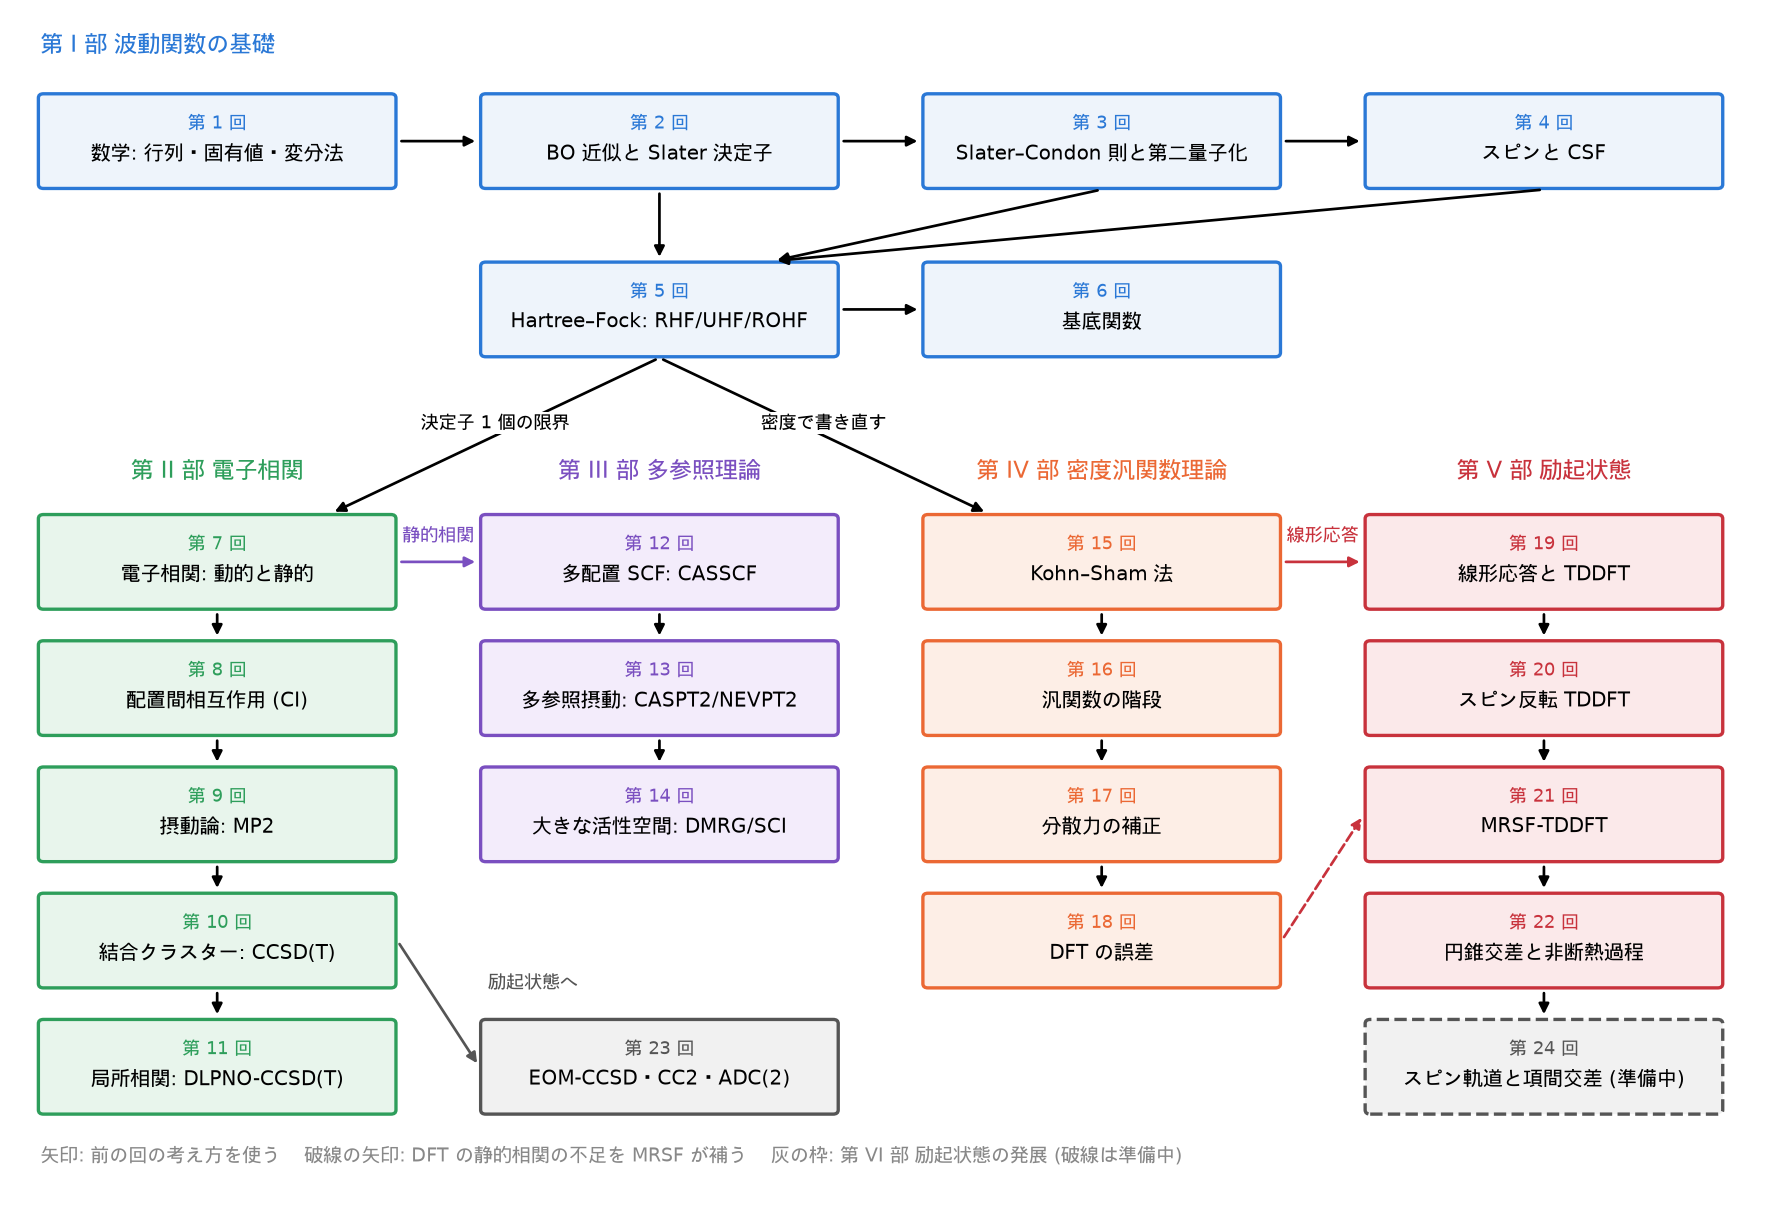 第 I 部 波動関数の基礎
第 1 回
数学: 行列・固有値・変分法
第 2 回
BO 近似と Slater 決定子
第 3 回
Slater–Condon 則と第二量子化
第 4 回
スピンと CSF
第 5 回
Hartree–Fock: RHF/UHF/ROHF
第 6 回
基底関数
決定子 1 個の限界
密度で書き直す
第 II 部 電子相関
第 III 部 多参照理論
第 IV 部 密度汎関数理論
第 V 部 励起状態
第 7 回
電子相関: 動的と静的
静的相関
第 12 回
多配置 SCF: CASSCF
第 15 回
Kohn–Sham 法
線形応答
第 19 回
線形応答と TDDFT
第 8 回
配置間相互作用 (CI)
第 13 回
多参照摂動: CASPT2/NEVPT2
第 16 回
汎関数の階段
第 20 回
スピン反転 TDDFT
第 9 回
摂動論: MP2
第 14 回
大きな活性空間: DMRG/SCI
第 17 回
分散力の補正
第 21 回
MRSF-TDDFT
第 10 回
結合クラスター: CCSD(T)
第 18 回
DFT の誤差
第 22 回
円錐交差と非断熱過程
励起状態へ
第 11 回
局所相関: DLPNO-CCSD(T)
第 23 回
EOM-CCSD・CC2・ADC(2)
第 24 回
スピン軌道と項間交差 (準備中)
矢印: 前の回の考え方を使う 破線の矢印: DFT の静的相関の不足を MRSF が補う 灰の枠: 第 VI 部 励起状態の発展 (破線は準備中)